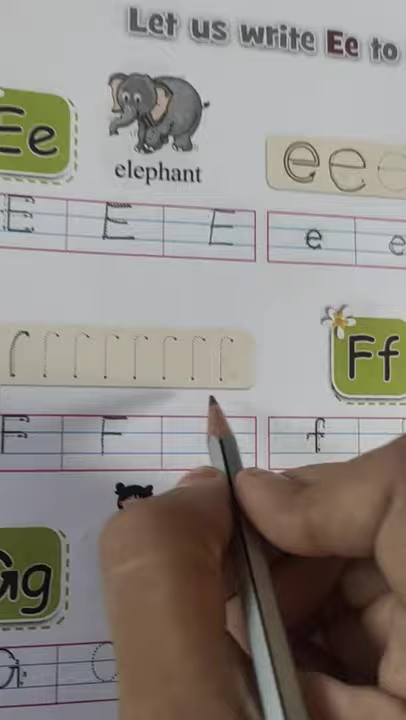 Let us write Ee to
Ee
elephant
e e
E E E e e
Ff
F F f
Gg
G